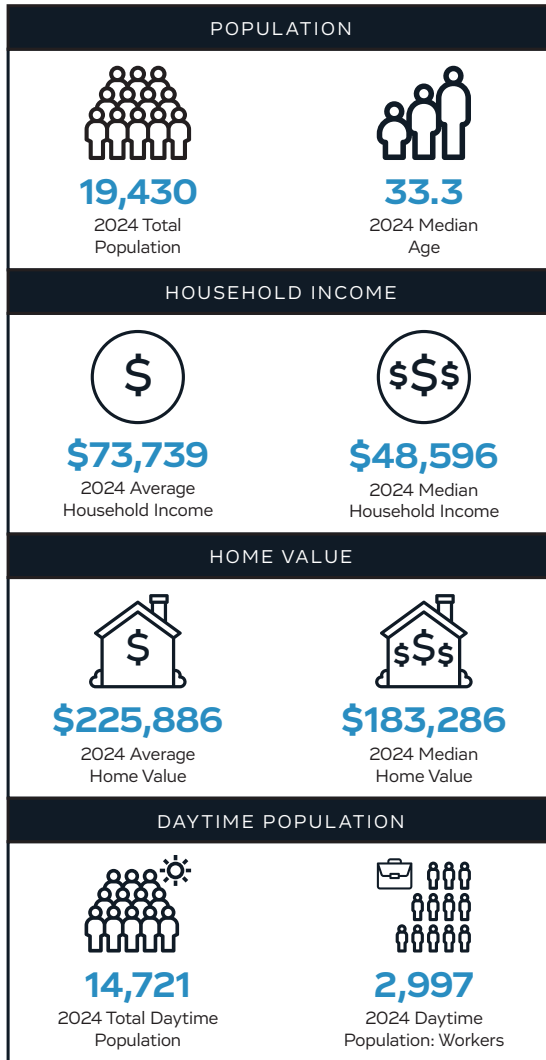 POPULATION
19,430
2024 Total
Population
33.3
2024 Median
Age
HOUSEHOLD INCOME
$
$73,739
2024 Average
Household Income
$$$
$48,596
2024 Median
Household Income
HOME VALUE
$
$225,886
2024 Average
Home Value
$$$
$183,286
2024 Median
Home Value
DAYTIME POPULATION
14,721
2024 Total Daytime
Population
2,997
2024 Daytime
Population: Workers